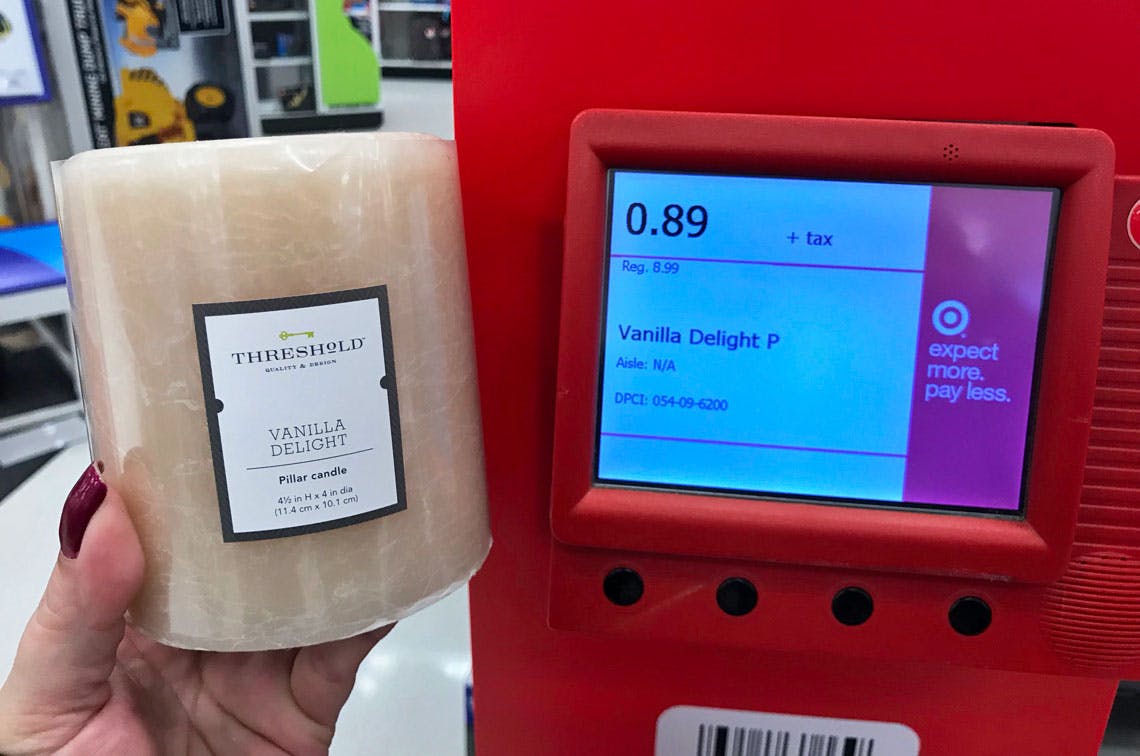 THRESHOLD
QUALITY & DESIGN
VANILLA
DELIGHT
Pillar candle
4½ in H x 4 in dia
(11.4 cm x 10.1 cm)
0.89 + tax
Reg. 8.99
Vanilla Delight P
Aisle: N/A
DPCI: 054-09-6200
expect
more.
pay less.